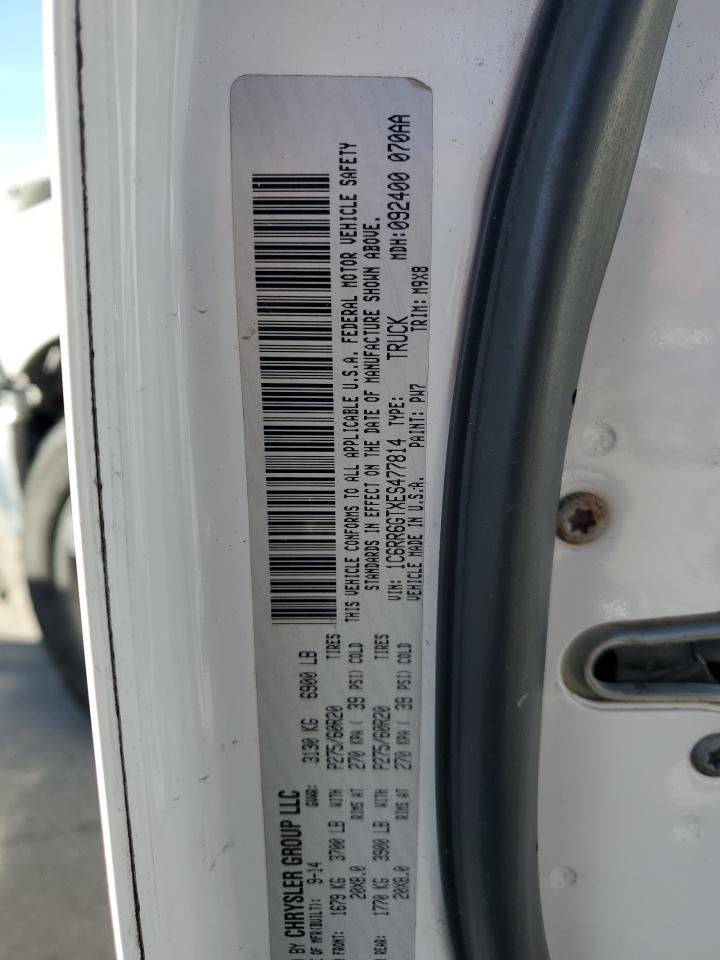 ) BY CHRYSLER GROUP LLC
OF MFR(BUILT): 9-14 GVWR: 3130 KG 6900 LB
FRONT: 1679 KG 3700 LB WITH P275/60R20 TIRES
20X8.0 RIMS AT 270 KPA ( 39 PSI) COLD
REAR: 1770 KG 3900 LB WITH P275/60R20 TIRES
20X8.0 RIMS AT 270 KPA ( 39 PSI) COLD
THIS VEHICLE CONFORMS TO ALL APPLICABLE U.S.A. FEDERAL MOTOR VEHICLE SAFETY
STANDARDS IN EFFECT ON THE DATE OF MANUFACTURE SHOWN ABOVE.
VIN: 1C6RR6GTXES477814 TYPE: TRUCK MDH:092400 070AA
VEHICLE MADE IN U.S.A. PAINT: PW7 TRIM: M9X8